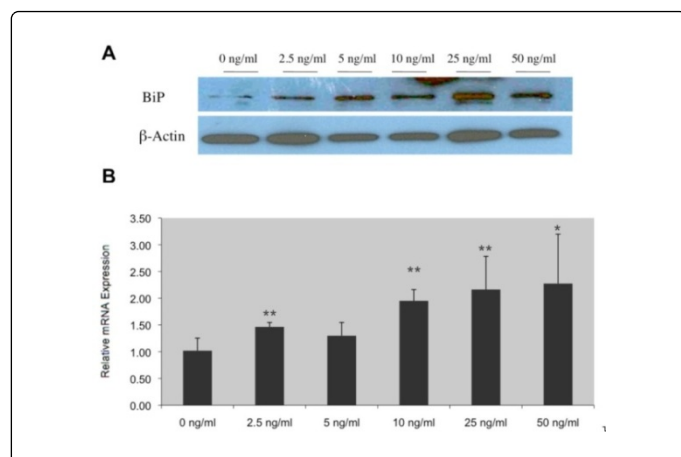 A
0 ng/ml 2.5 ng/ml 5 ng/ml 10 ng/ml 25 ng/ml 50 ng/ml
BiP
β-Actin
B
Relative mRNA Expression
3.50
3.00
2.50
2.00
1.50
1.00
0.50
0.00
** ** ** *
0 ng/ml 2.5 ng/ml 5 ng/ml 10 ng/ml 25 ng/ml 50 ng/ml